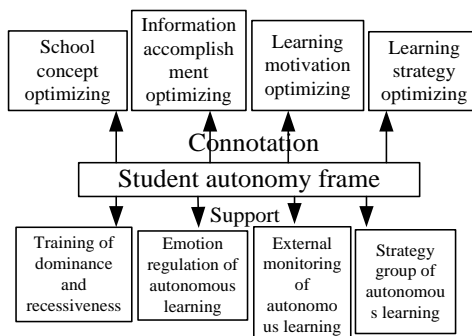 School
concept
optimizing
Information
accomplish
ment
optimizing
Learning
motivation
optimizing
Learning
strategy
optimizing
Connotation
Student autonomy frame
Support
Training of
dominance
and
recessiveness
Emotion
regulation of
autonomous
learning
External
monitoring
of
autonomo
us learning
Strategy
group of
autonomou
s learning